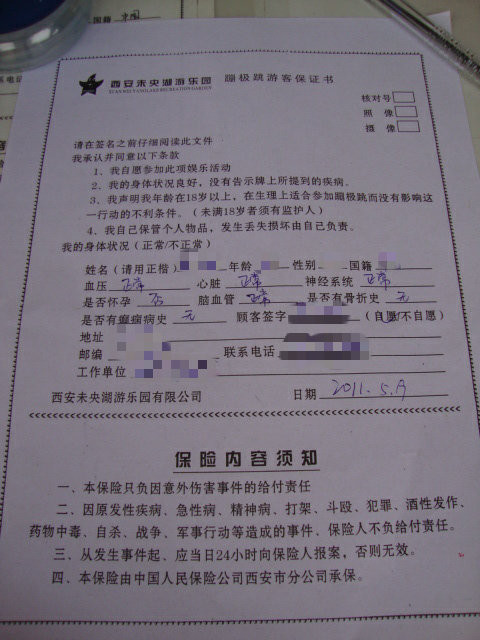 国籍 中国
西安未央湖游乐园 蹦极跳游客保证书
XI'AN WEIYANG LAKE RECREATION GARDEN
核对号
照 像
摄 像
请在签名之前仔细阅读此文件
我承认并同意以下条款
1、我自愿参加此项娱乐活动
2、我的身体状况良好，没有告示牌上所提到的疾病。
3、我声明我年龄在18岁以上，在生理上适合参加蹦极跳而没有影响这
一行动的不利条件。（未满18岁者须有监护人）
4、我自己保管个人物品，发生丢失损坏由自己负责。
我的身体状况（正常/不正常）
姓名（请用正楷） 年龄 性别 国籍
血压 正常 心脏 正常 神经系统 正常
是否怀孕 否 脑血管 正常 是否有骨折史 无
是否有癫痫病史 无 顾客签字 （自愿/不自愿）
地址
邮编 联系电话
工作单位
西安未央湖游乐园有限公司 日期 2011.5.9
保险内容须知
一、本保险只负因意外伤害事件的给付责任
二、因原发性疾病、急性病、精神病、打架、斗殴、犯罪、酒性发作、
药物中毒、自杀、战争、军事行动等造成的事件、保险人不负给付责任。
三、从发生事件起、应当日24小时向保险人报案，否则无效。
四、本保险由中国人民保险公司西安市分公司承保。